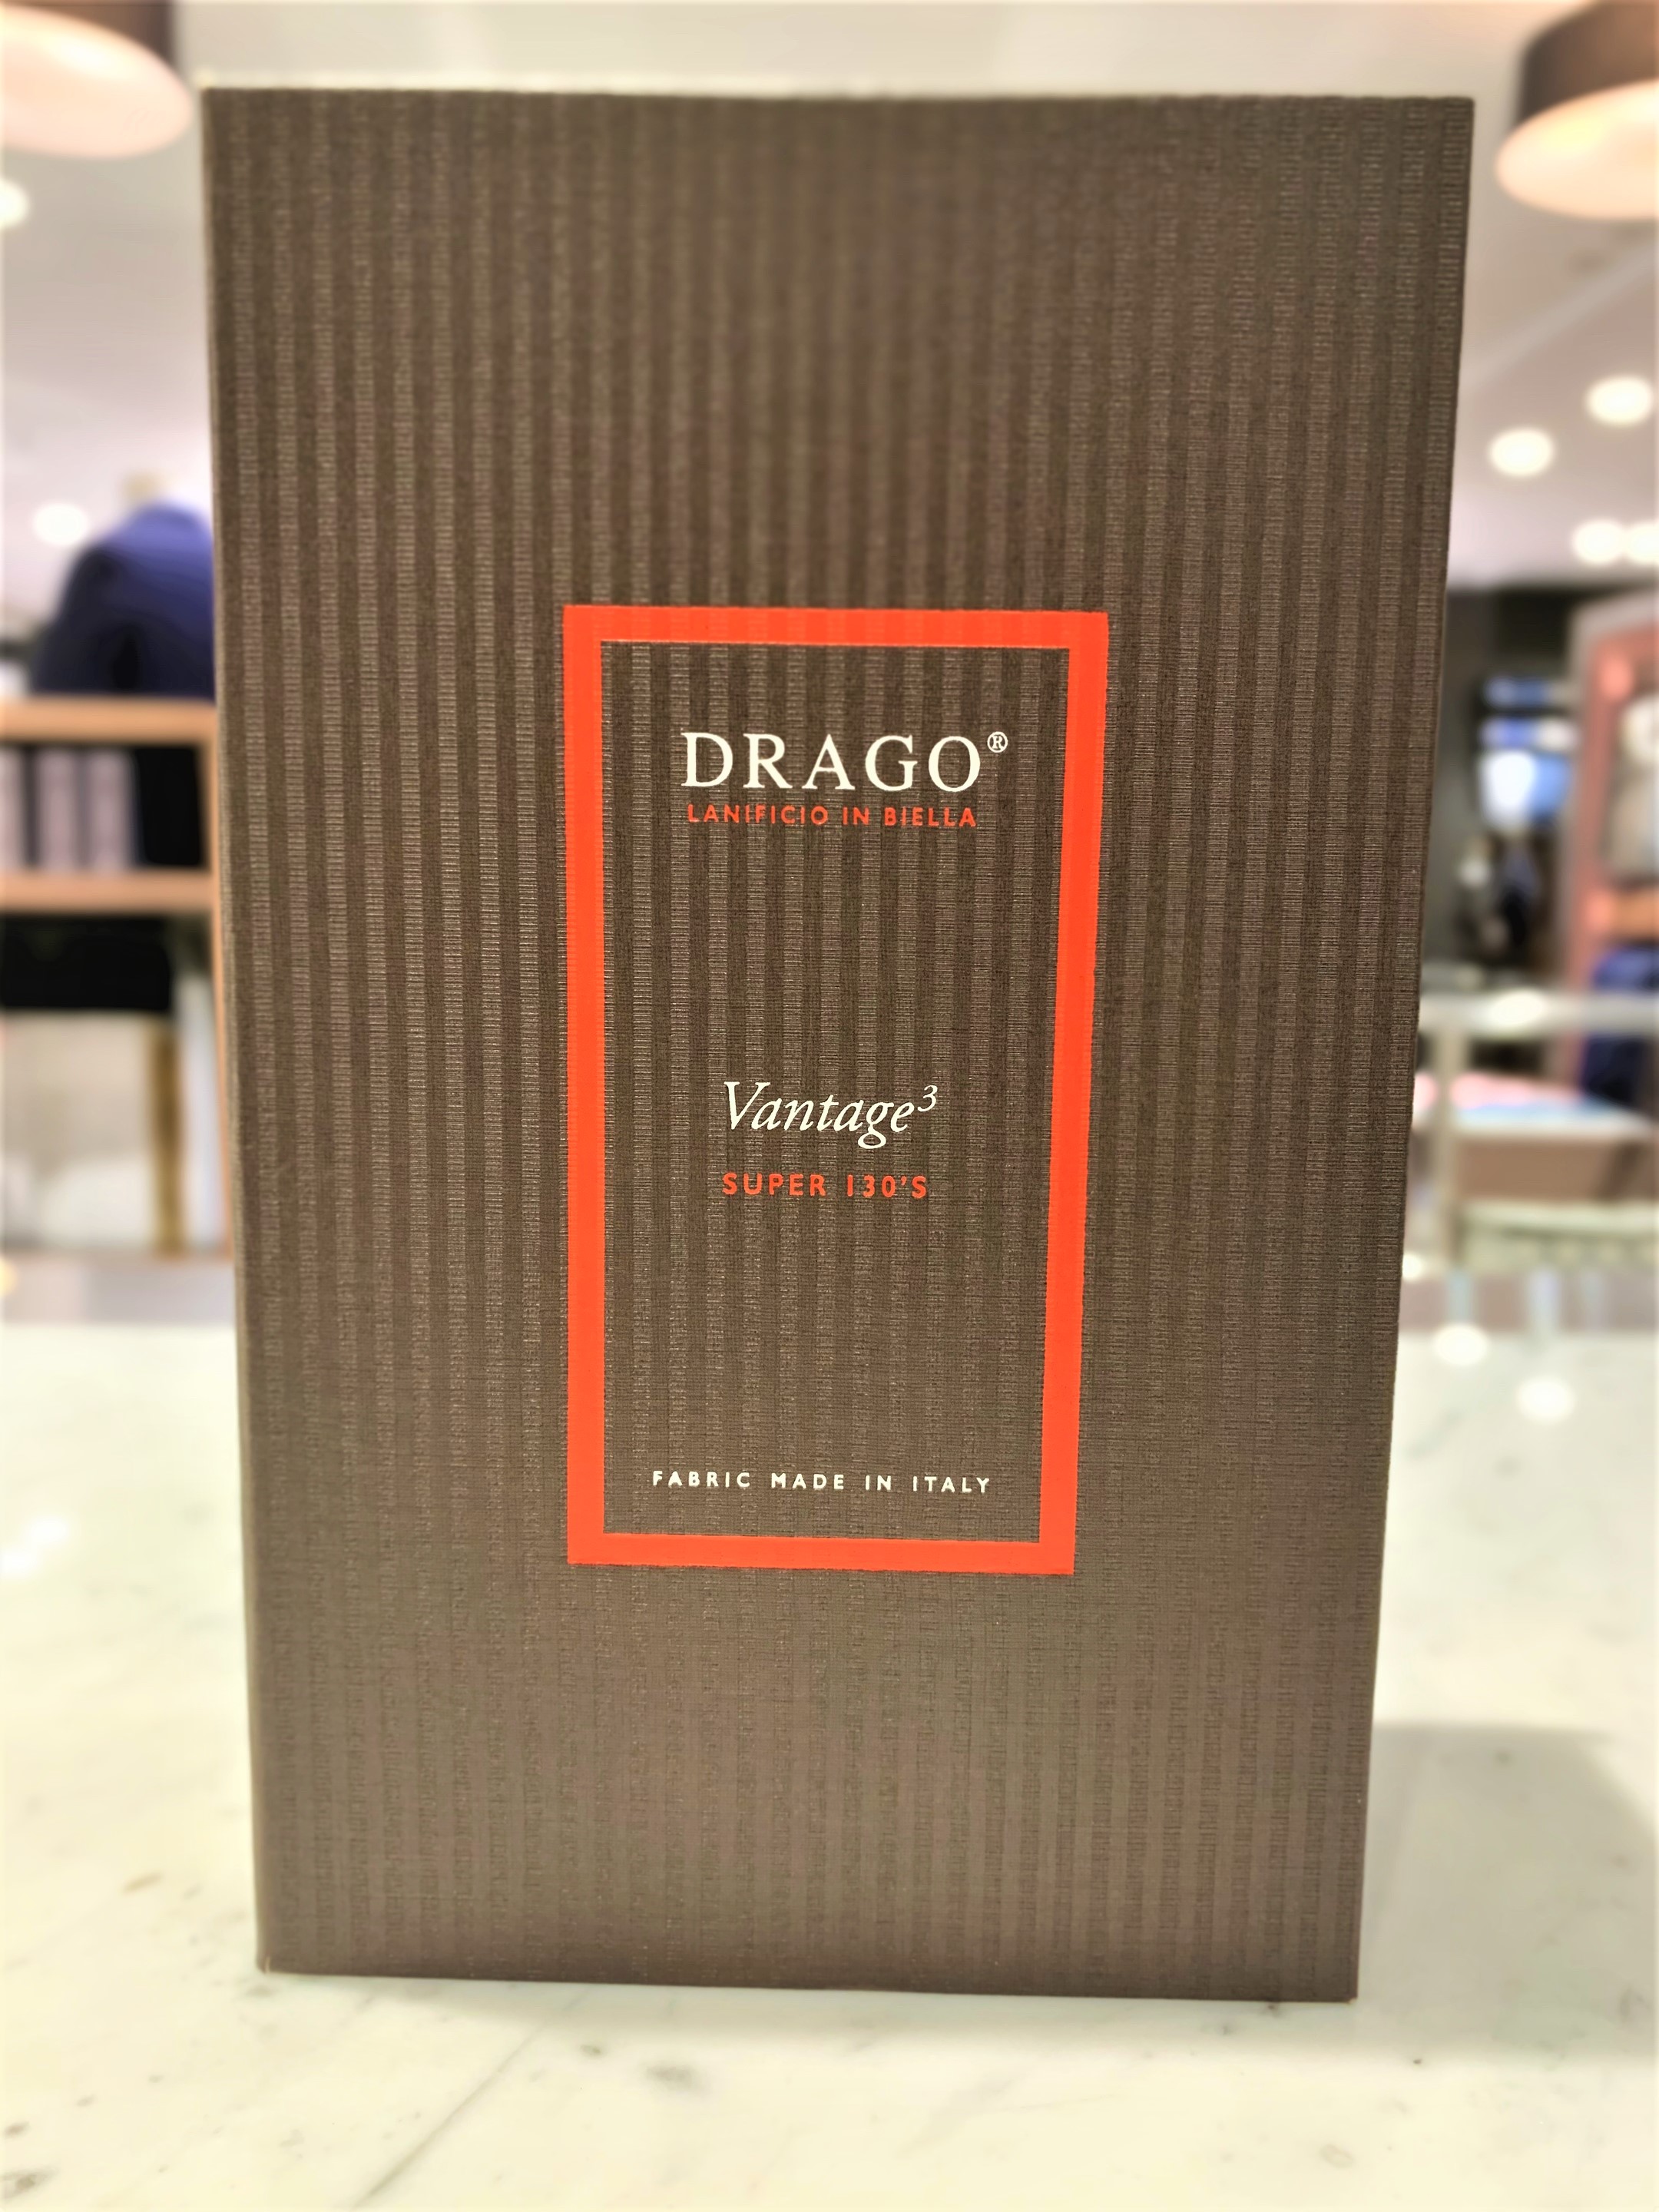 DRAGO®
LANIFICIO IN BIELLA
Vantage³
SUPER 130'S
FABRIC MADE IN ITALY